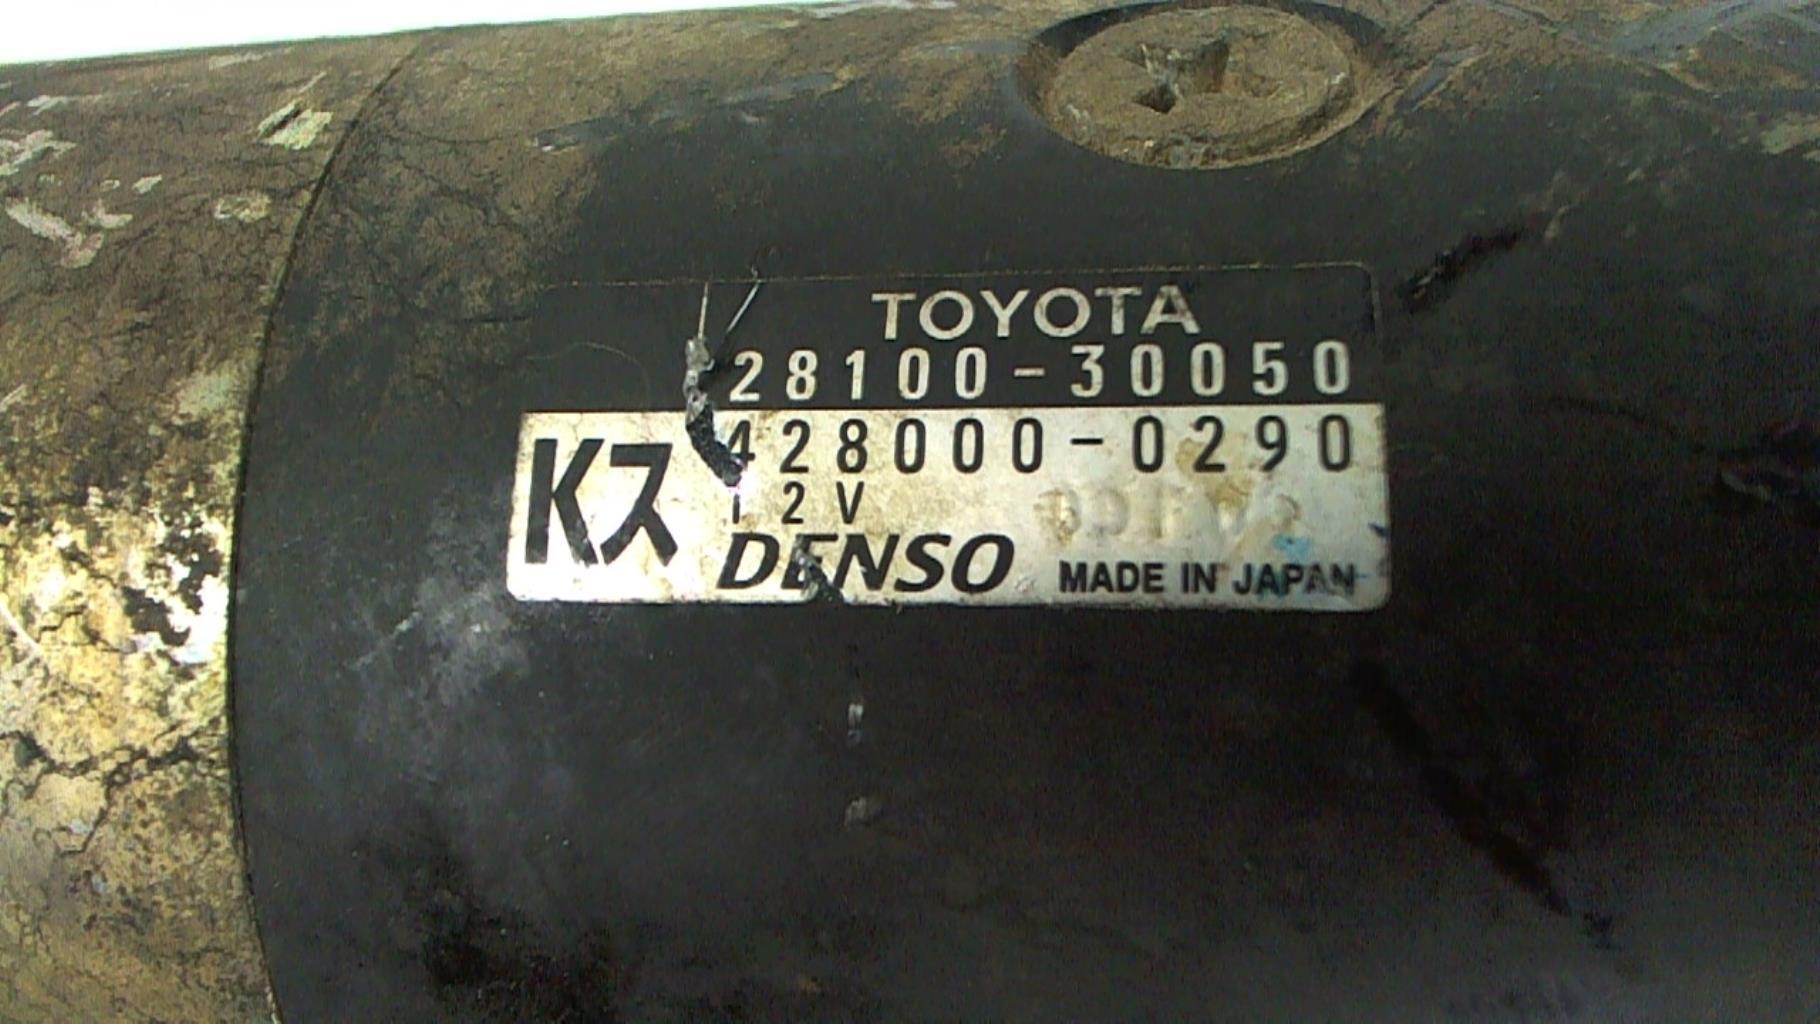 TOYOTA
28100-30050
Kス
428000-0290
12V
DENSO
MADE IN JAPAN